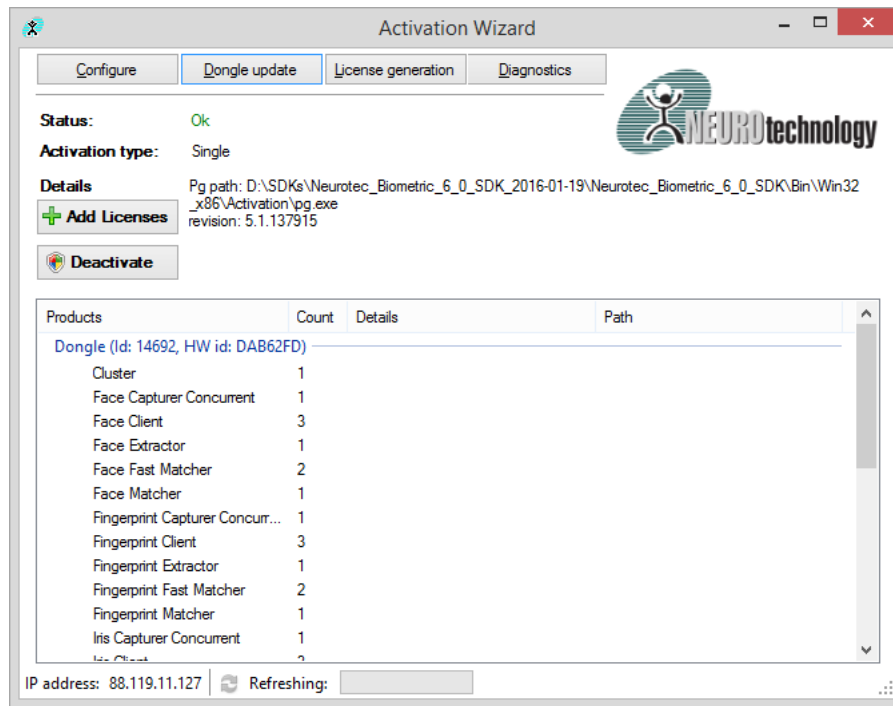 Activation Wizard
Configure Dongle update License generation Diagnostics
NEUROtechnology
Status: Ok
Activation type: Single
Details Pg path: D:\SDKs\Neurotec_Biometric_6_0_SDK_2016-01-19\Neurotec_Biometric_6_0_SDK\Bin\Win32
_x86\Activation\pg.exe
Add Licenses
revision: 5.1.137915
Deactivate
Products Count Details Path
Dongle (Id: 14692, HW id: DAB62FD)
Cluster 1
Face Capturer Concurrent 1
Face Client 3
Face Extractor 1
Face Fast Matcher 2
Face Matcher 1
Fingerprint Capturer Concurr... 1
Fingerprint Client 3
Fingerprint Extractor 1
Fingerprint Fast Matcher 2
Fingerprint Matcher 1
Iris Capturer Concurrent 1
Iris Client
IP address: 88.119.11.127 Refreshing: